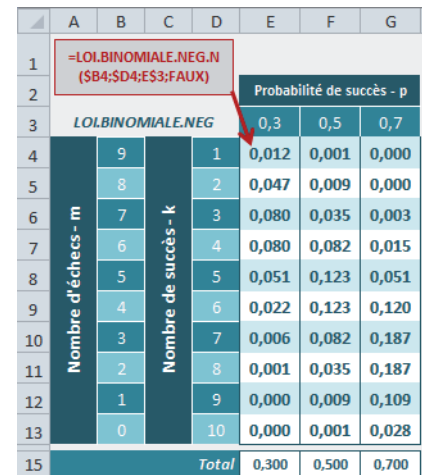 A B C D E F G
1 =LOI.BINOMIALE.NEG.N
($B4;$D4;E$3;FAUX)
2 Probabilité de succès - p
3 LOI.BINOMIALE.NEG 0,3 0,5 0,7
Nombre d'échecs - m
Nombre de succès - k
4 9 1 0,012 0,001 0,000
5 8 2 0,047 0,009 0,000
6 7 3 0,080 0,035 0,003
7 6 4 0,080 0,082 0,015
8 5 5 0,051 0,123 0,051
9 4 6 0,022 0,123 0,120
10 3 7 0,006 0,082 0,187
11 2 8 0,001 0,035 0,187
12 1 9 0,000 0,009 0,109
13 0 10 0,000 0,001 0,028
15 Total 0,300 0,500 0,700